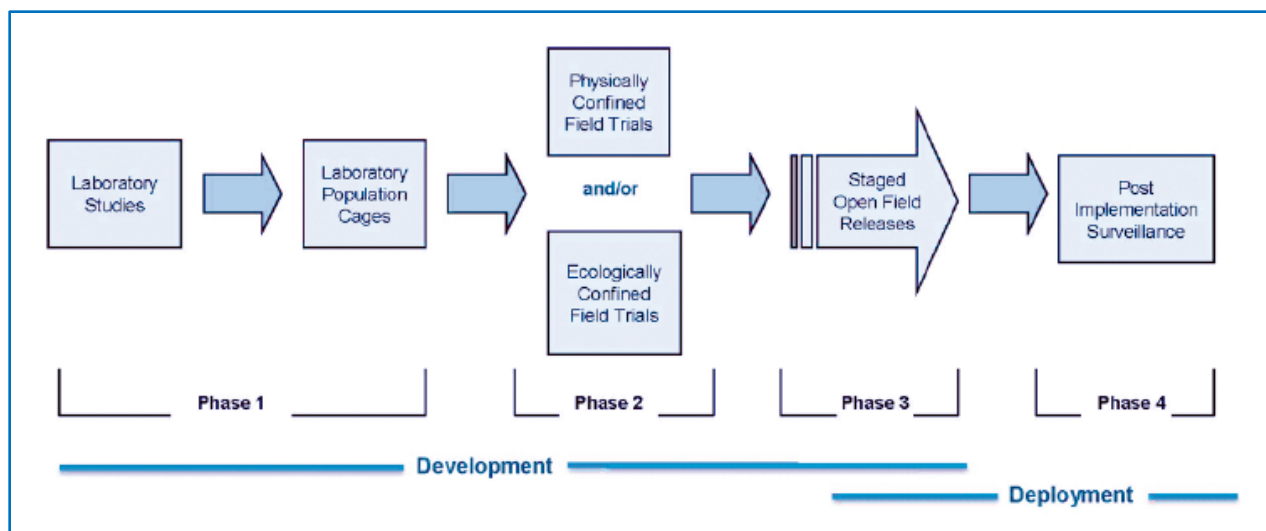 Laboratory
Studies
Laboratory
Population
Cages
Physically
Confined
Field Trials
and/or
Ecologically
Confined
Field Trials
Staged
Open Field
Releases
Post
Implementation
Surveillance
Phase 1
Phase 2
Phase 3
Phase 4
Development
Deployment